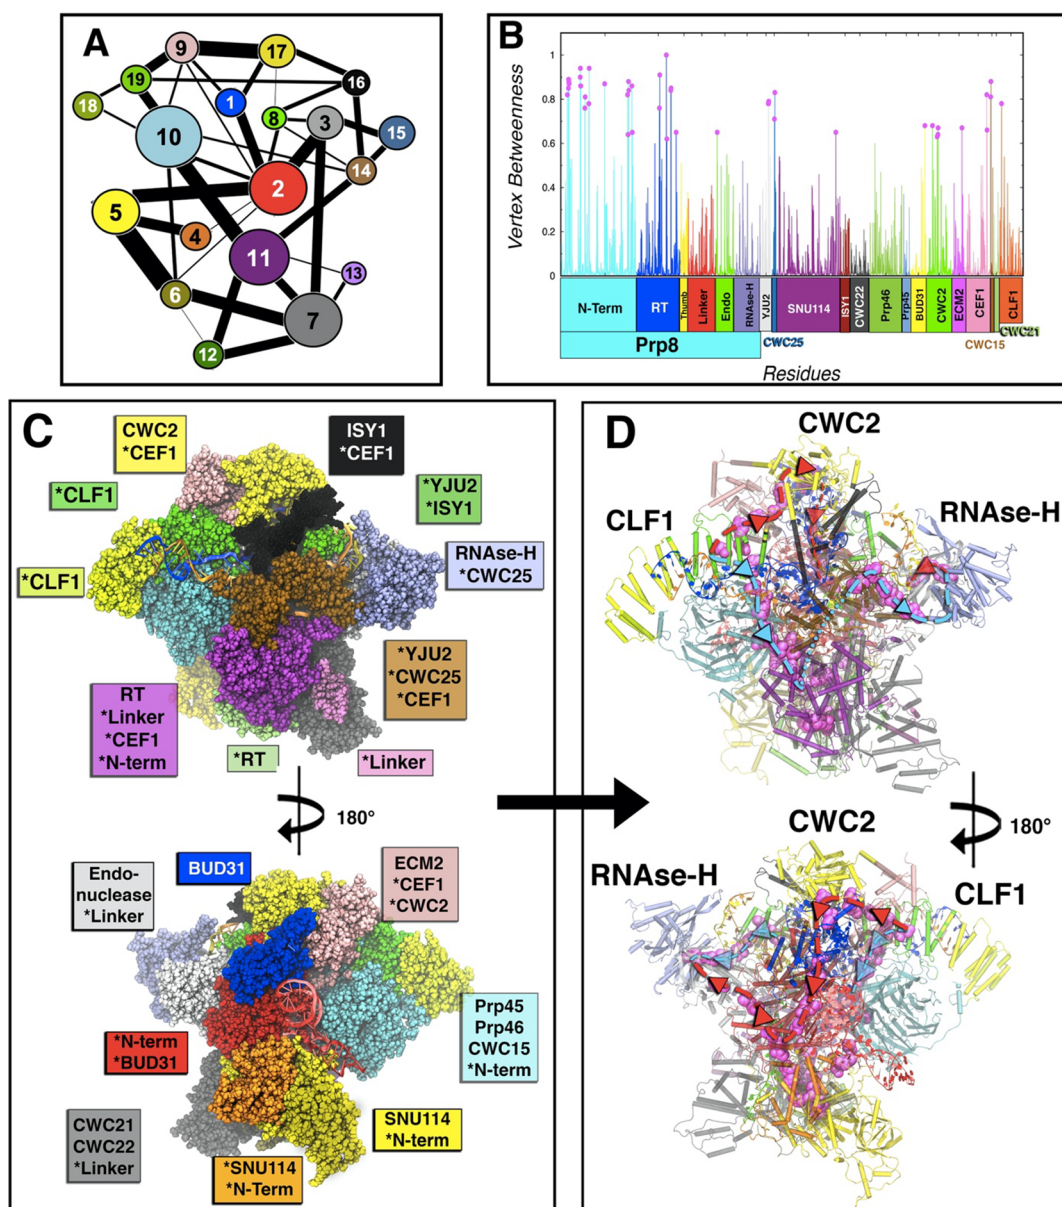 A
9
17
19
16
18
1
8
3
15
10
14
2
5
4
11
13
6
7
12
B
Vertex Betweenness
1
0.8
0.6
0.4
0.2
0
N-Term
RT
Thumb
Linker
Endo
RNAse-H
YJU2
SNU114
ISY1
CWC22
Prp46
Prp45
BUD31
CWC2
ECM2
CEF1
CLF1
Prp8
CWC25
CWC15
CWC21
Residues
C
CWC2
*CEF1
ISY1
*CEF1
*CLF1
*YJU2
*ISY1
*CLF1
RNAse-H
*CWC25
*YJU2
*CWC25
*CEF1
RT
*Linker
*CEF1
*N-term
*RT
*Linker
180°
BUD31
Endo-
nuclease
*Linker
ECM2
*CEF1
*CWC2
*N-term
*BUD31
Prp45
Prp46
CWC15
*N-term
CWC21
CWC22
*Linker
*SNU114
*N-Term
SNU114
*N-term
D
CWC2
CLF1
RNAse-H
180°
CWC2
RNAse-H
CLF1